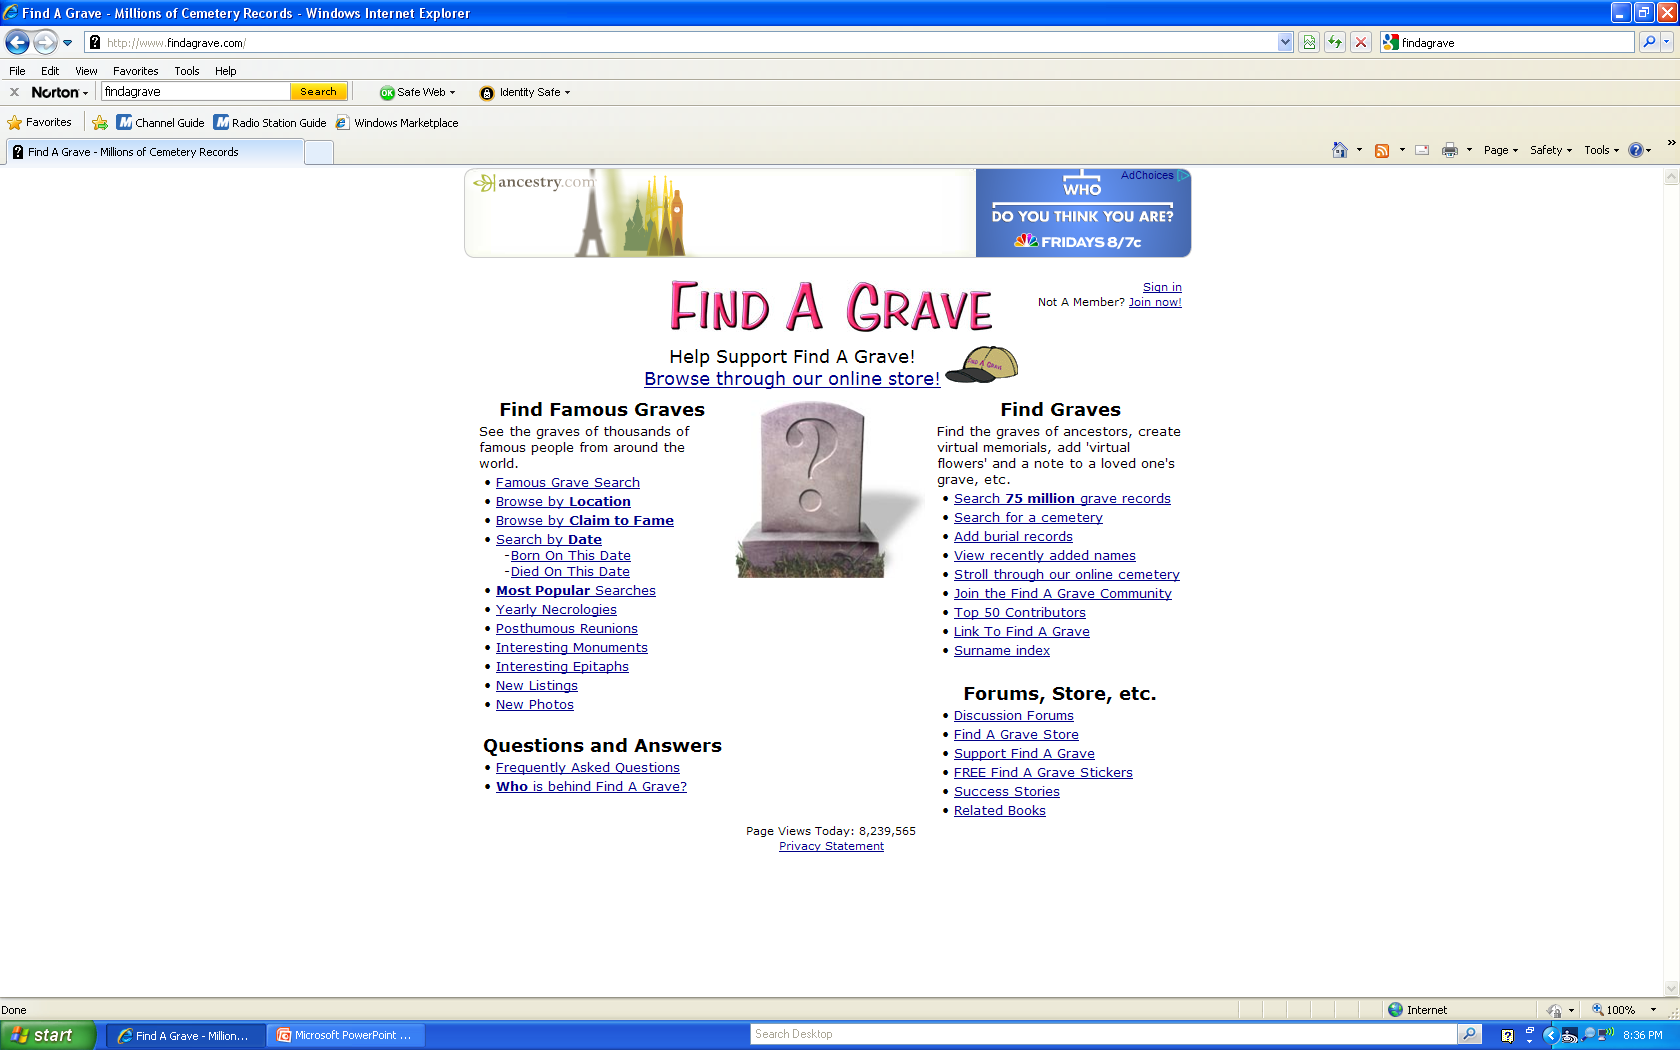 Find A Grave - Millions of Cemetery Records - Windows Internet Explorer
http://www.findagrave.com/
findagrave
File Edit View Favorites Tools Help
Norton findagrave Search Safe Web Identity Safe
Favorites Channel Guide Radio Station Guide Windows Marketplace
Find A Grave - Millions of Cemetery Records
Page Safety Tools
ancestry.com
AdChoices
WHO
DO YOU THINK YOU ARE?
FRIDAYS 8/7c
FIND A GRAVE
Sign in
Not A Member? Join now!
Help Support Find A Grave!
Browse through our online store!
FIND A GRAVE
Find Famous Graves
See the graves of thousands of
famous people from around the
world.
• Famous Grave Search
• Browse by Location
• Browse by Claim to Fame
• Search by Date
-Born On This Date
-Died On This Date
• Most Popular Searches
• Yearly Necrologies
• Posthumous Reunions
• Interesting Monuments
• Interesting Epitaphs
• New Listings
• New Photos
Questions and Answers
• Frequently Asked Questions
• Who is behind Find A Grave?
?
Find Graves
Find the graves of ancestors, create
virtual memorials, add 'virtual
flowers' and a note to a loved one's
grave, etc.
• Search 75 million grave records
• Search for a cemetery
• Add burial records
• View recently added names
• Stroll through our online cemetery
• Join the Find A Grave Community
• Top 50 Contributors
• Link To Find A Grave
• Surname index
Forums, Store, etc.
• Discussion Forums
• Find A Grave Store
• Support Find A Grave
• FREE Find A Grave Stickers
• Success Stories
• Related Books
Page Views Today: 8,239,565
Privacy Statement
Done Internet 100%
start Find A Grave - Million... Microsoft PowerPoint ... Search Desktop 8:36 PM